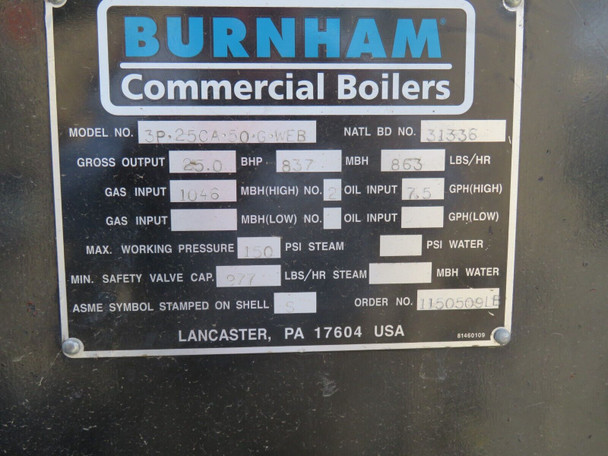 BURNHAM
Commercial Boilers
MODEL NO. 3P-250A-50-G-WEB NATL BD NO. 31336
GROSS OUTPUT 25.0 BHP 837 MBH 863 LBS/HR
GAS INPUT 1046 MBH(HIGH) NO. 2 OIL INPUT 7.5 GPH(HIGH)
GAS INPUT MBH(LOW) NO. OIL INPUT GPH(LOW)
MAX. WORKING PRESSURE 150 PSI STEAM PSI WATER
MIN. SAFETY VALVE CAP. 977 LBS/HR STEAM MBH WATER
ASME SYMBOL STAMPED ON SHELL S ORDER NO. 1150509LB
LANCASTER, PA 17604 USA 81460109